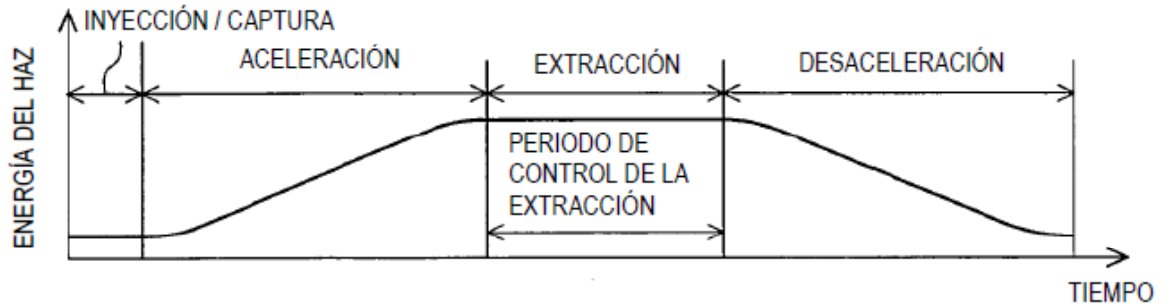 INYECCIÓN / CAPTURA
ACELERACIÓN
EXTRACCIÓN
DESACELERACIÓN
ENERGÍA DEL HAZ
PERIODO DE
CONTROL DE LA
EXTRACCIÓN
TIEMPO